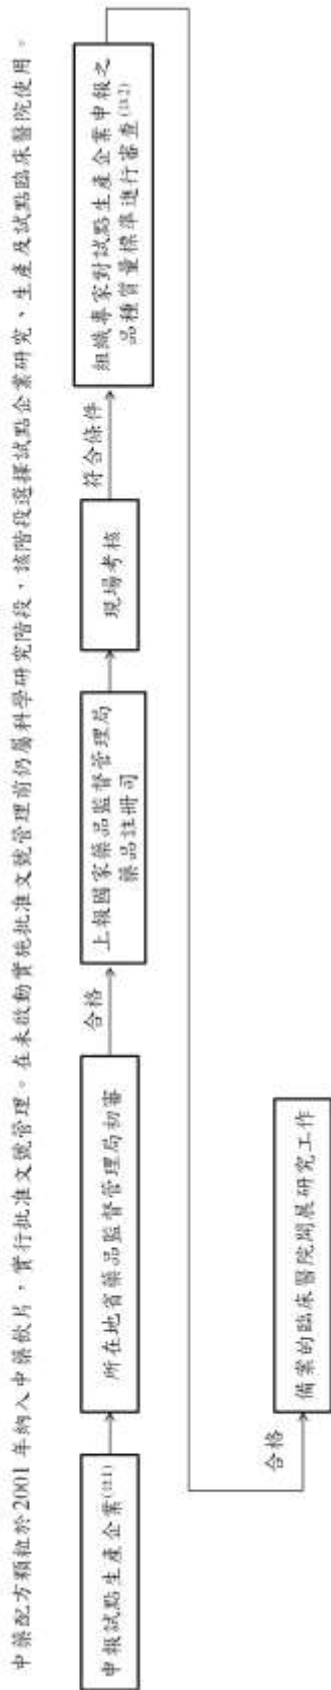 中藥配方顆粒於2001年納入中藥飲片，實行批准文號管理。在未啟動實施批准文號管理前仍屬科學研究階段，該階段選擇試點企業研究、生產及試點臨床醫院使用。
申報試點生產企業(註1)
所在地省藥品監督管理局初審
合格
上報國家藥品監督管理局
藥品註冊司
現場考核
符合條件
組織專家對試點生產企業申報之
品種質量標準進行審查(註2)
合格
備案的臨床醫院開展研究工作